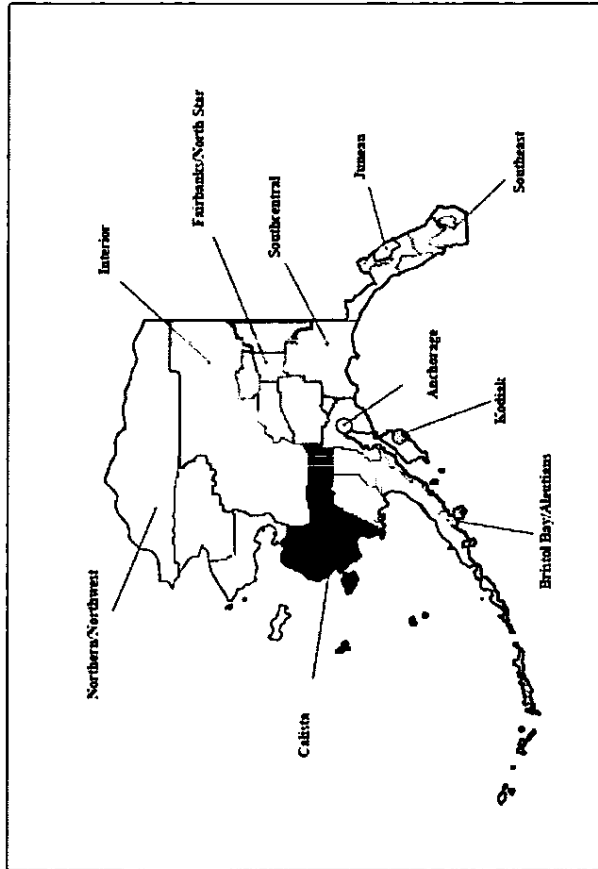 Northern/Northwest
Interior
Fairbanks/North Star
Southcentral
Juneau
Southeast
Anchorage
Kodiak
Bristol Bay/Aleutians
Calista